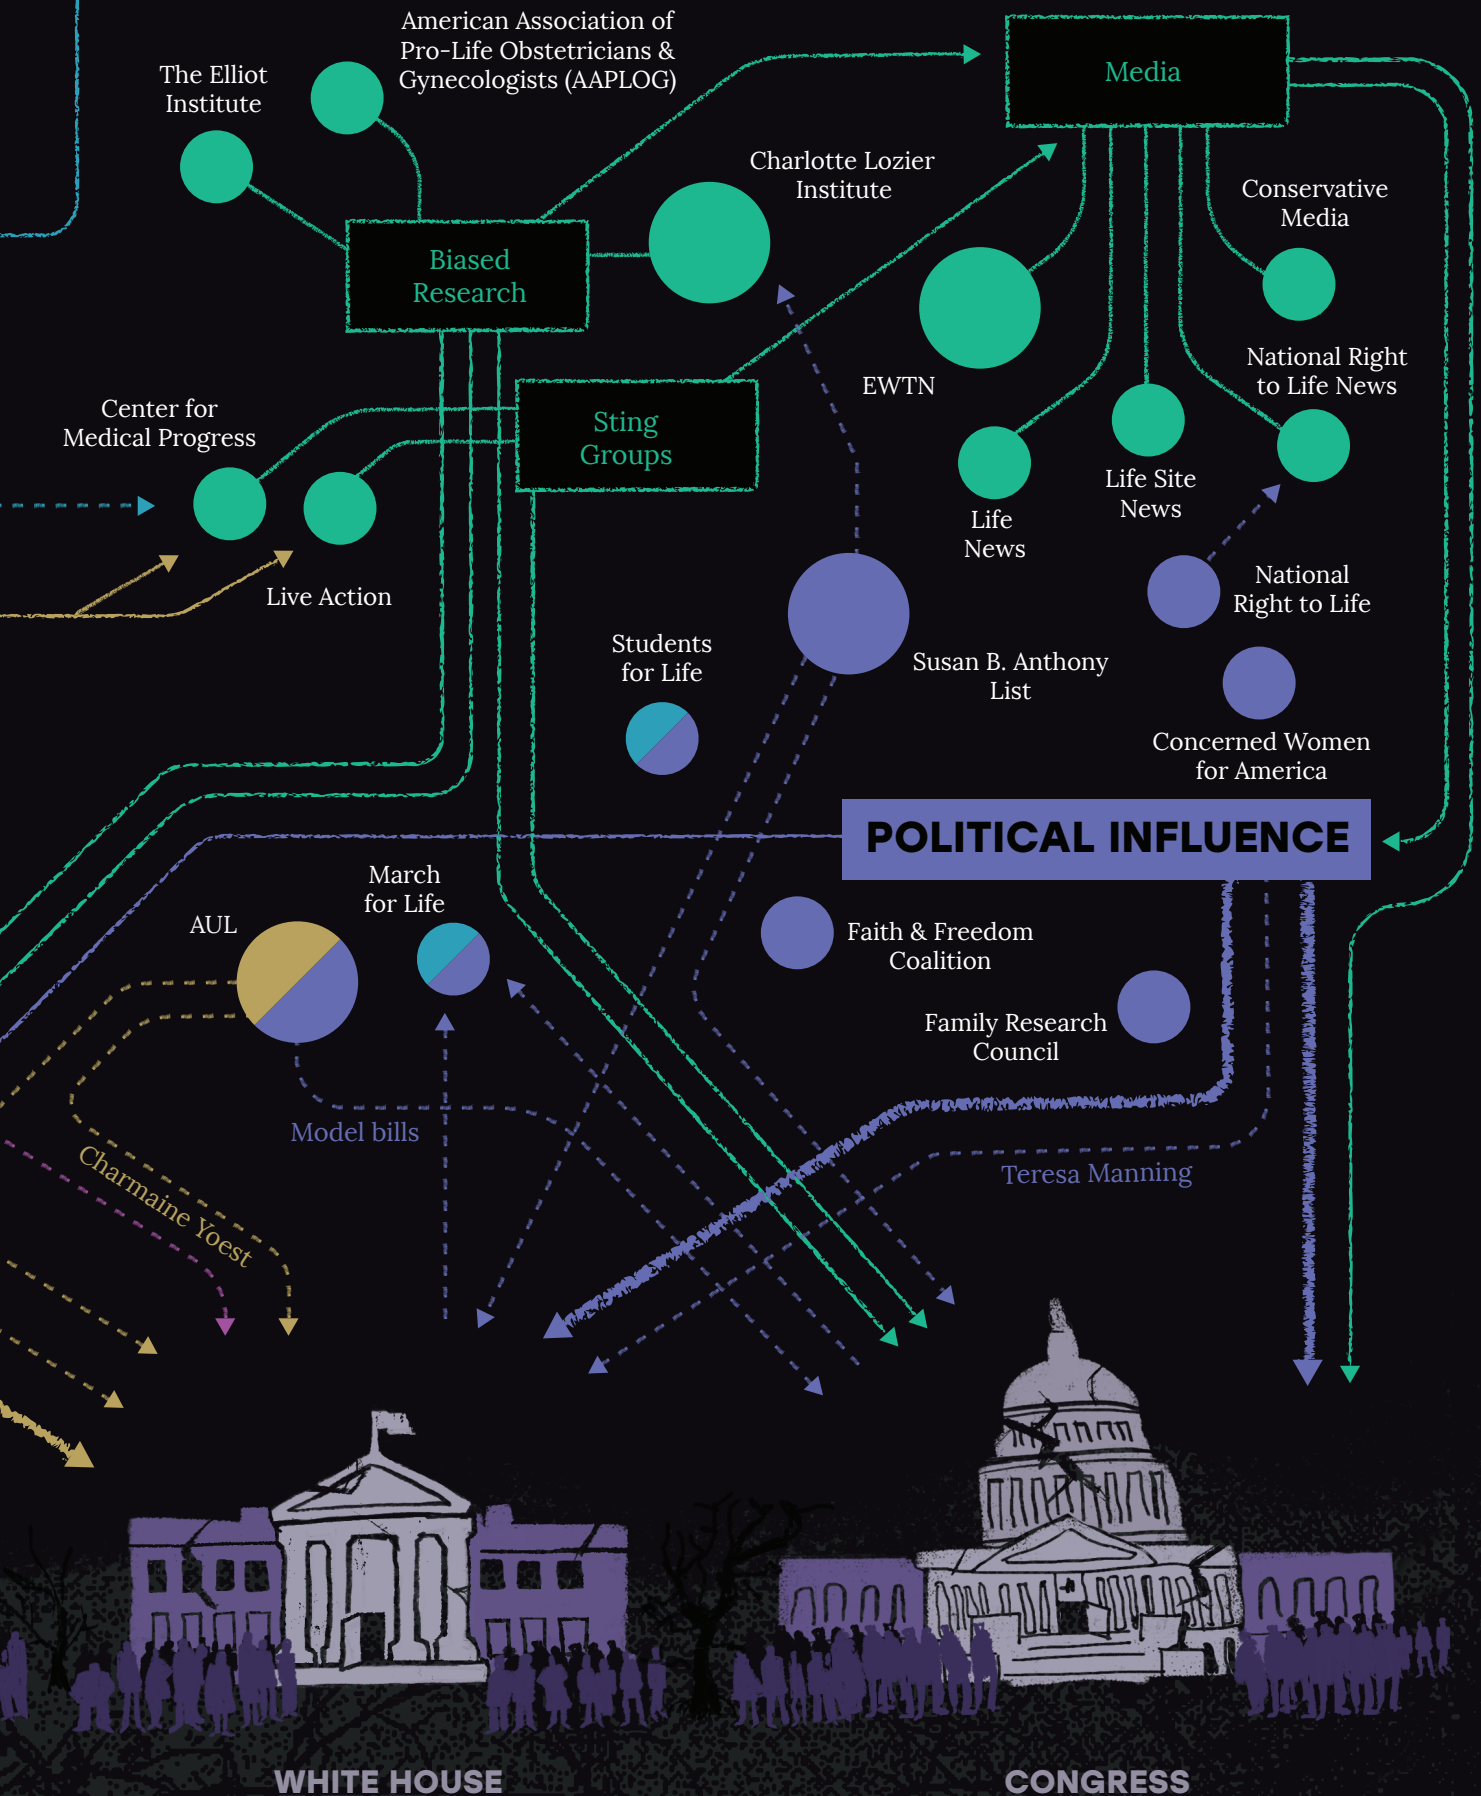 American Association of
Pro-Life Obstetricians &
Gynecologists (AAPLOG)
The Elliot
Institute
Media
Charlotte Lozier
Institute
Conservative
Media
Biased
Research
EWTN
National Right
to Life News
Center for
Medical Progress
Sting
Groups
Life Site
News
Life
News
Live Action
National
Right to Life
Students
for Life
Susan B. Anthony
List
Concerned Women
for America
POLITICAL INFLUENCE
March
for Life
AUL
Faith & Freedom
Coalition
Family Research
Council
Model bills
Charmaine Yoest
Teresa Manning
WHITE HOUSE
CONGRESS